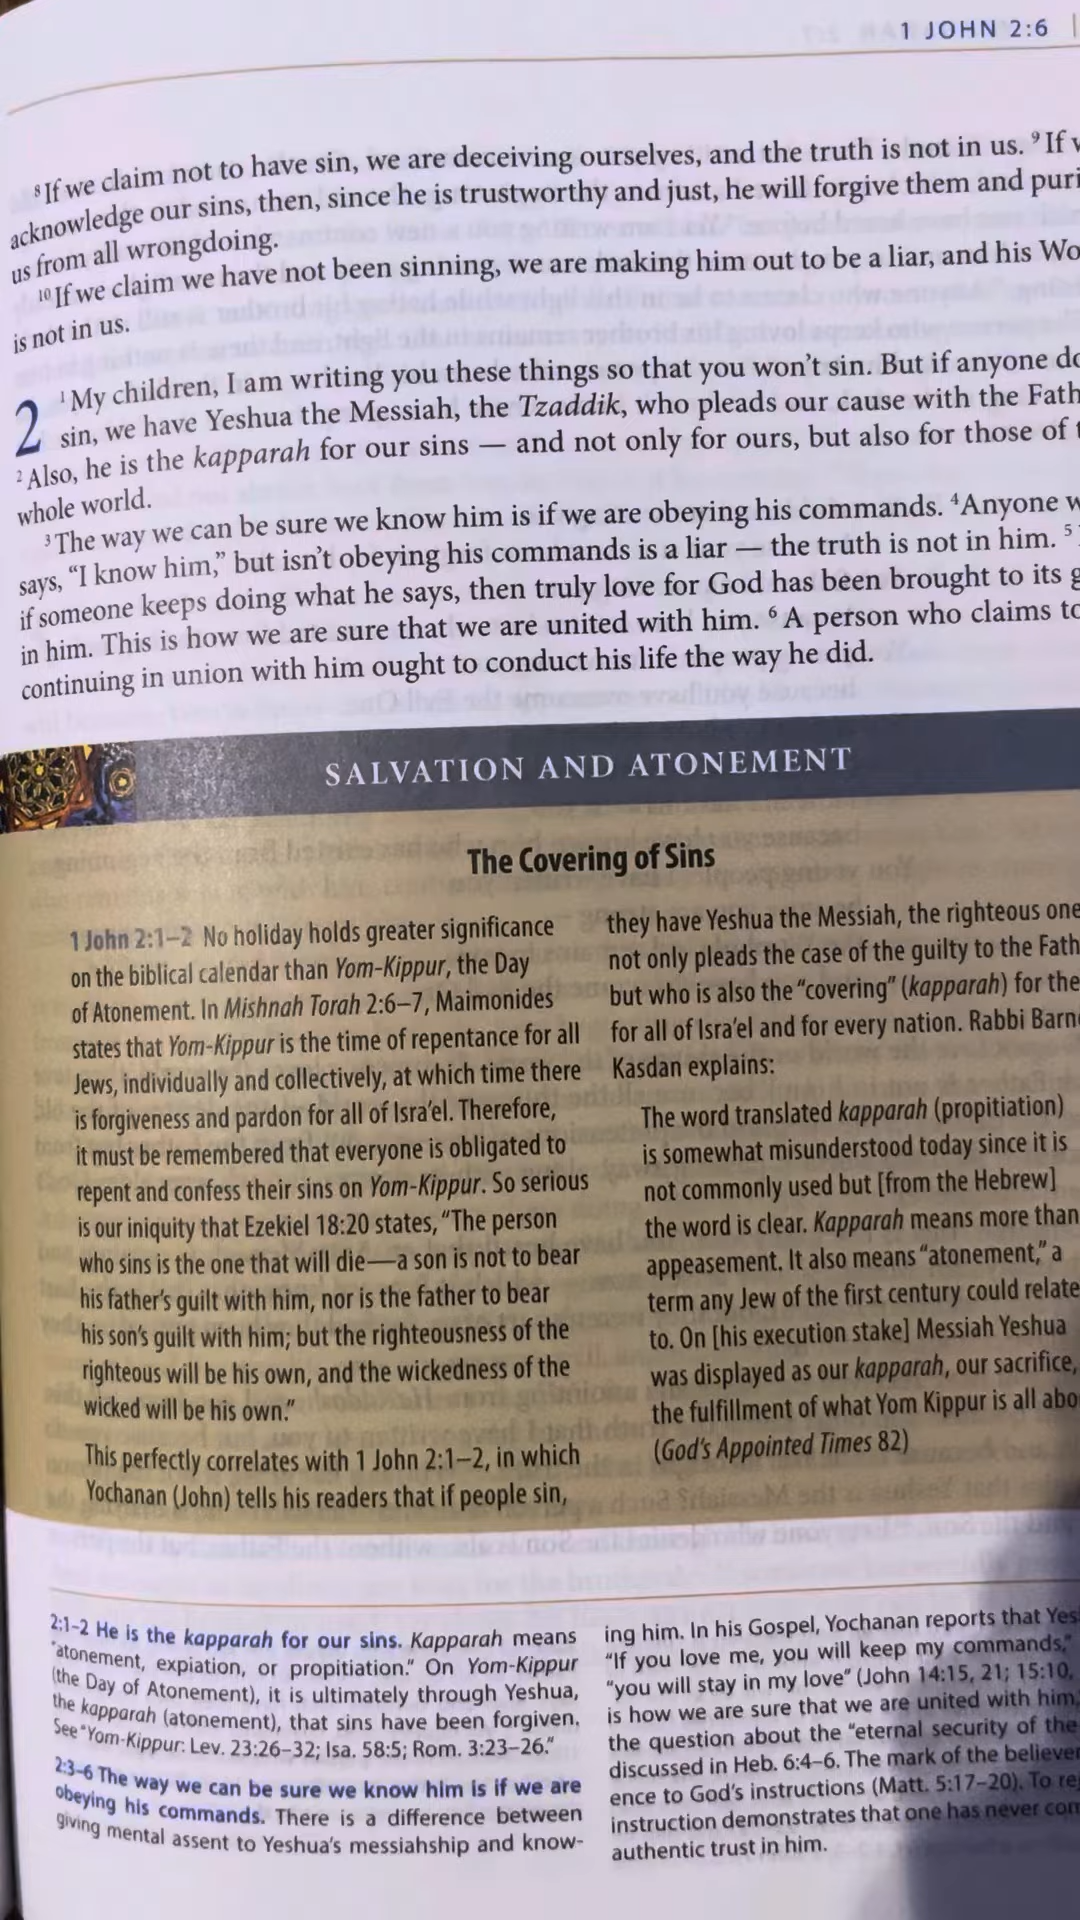 1 JOHN 2:6
⁸ If we claim not to have sin, we are deceiving ourselves, and the truth is not in us. ⁹ If
acknowledge our sins, then, since he is trustworthy and just, he will forgive them and puri
us from all wrongdoing.
¹⁰ If we claim we have not been sinning, we are making him out to be a liar, and his Wo
is not in us.
2 ¹ My children, I am writing you these things so that you won’t sin. But if anyone do
sin, we have Yeshua the Messiah, the Tzaddik, who pleads our cause with the Fath
² Also, he is the kapparah for our sins — and not only for ours, but also for those of t
whole world.
³ The way we can be sure we know him is if we are obeying his commands. ⁴ Anyone w
says, “I know him,” but isn’t obeying his commands is a liar — the truth is not in him. ⁵
if someone keeps doing what he says, then truly love for God has been brought to its g
in him. This is how we are sure that we are united with him. ⁶ A person who claims to
continuing in union with him ought to conduct his life the way he did.
SALVATION AND ATONEMENT
The Covering of Sins
1 John 2:1–2 No holiday holds greater significance
on the biblical calendar than Yom-Kippur, the Day
of Atonement. In Mishnah Torah 2:6–7, Maimonides
states that Yom-Kippur is the time of repentance for all
Jews, individually and collectively, at which time there
is forgiveness and pardon for all of Isra’el. Therefore,
it must be remembered that everyone is obligated to
repent and confess their sins on Yom-Kippur. So serious
is our iniquity that Ezekiel 18:20 states, “The person
who sins is the one that will die—a son is not to bear
his father’s guilt with him, nor is the father to bear
his son’s guilt with him; but the righteousness of the
righteous will be his own, and the wickedness of the
wicked will be his own.”
This perfectly correlates with 1 John 2:1–2, in which
Yochanan (John) tells his readers that if people sin,
they have Yeshua the Messiah, the righteous one
not only pleads the case of the guilty to the Fath
but who is also the “covering” (kapparah) for the
for all of Isra’el and for every nation. Rabbi Barn
Kasdan explains:
The word translated kapparah (propitiation)
is somewhat misunderstood today since it is
not commonly used but [from the Hebrew]
the word is clear. Kapparah means more than
appeasement. It also means “atonement,” a
term any Jew of the first century could relate
to. On [his execution stake] Messiah Yeshua
was displayed as our kapparah, our sacrifice,
the fulfillment of what Yom Kippur is all abo
(God’s Appointed Times 82)
2:1–2 He is the kapparah for our sins. Kapparah means
“atonement, expiation, or propitiation.” On Yom-Kippur
(the Day of Atonement), it is ultimately through Yeshua,
the kapparah (atonement), that sins have been forgiven.
See “Yom-Kippur: Lev. 23:26–32; Isa. 58:5; Rom. 3:23–26.”
2:3–6 The way we can be sure we know him is if we are
obeying his commands. There is a difference between
giving mental assent to Yeshua’s messiahship and know-
ing him. In his Gospel, Yochanan reports that Yes
“If you love me, you will keep my commands,”
“you will stay in my love” (John 14:15, 21; 15:10,
is how we are sure that we are united with him,
the question about the “eternal security of the
discussed in Heb. 6:4–6. The mark of the believer
ence to God’s instructions (Matt. 5:17–20). To re
instruction demonstrates that one has never com
authentic trust in him.